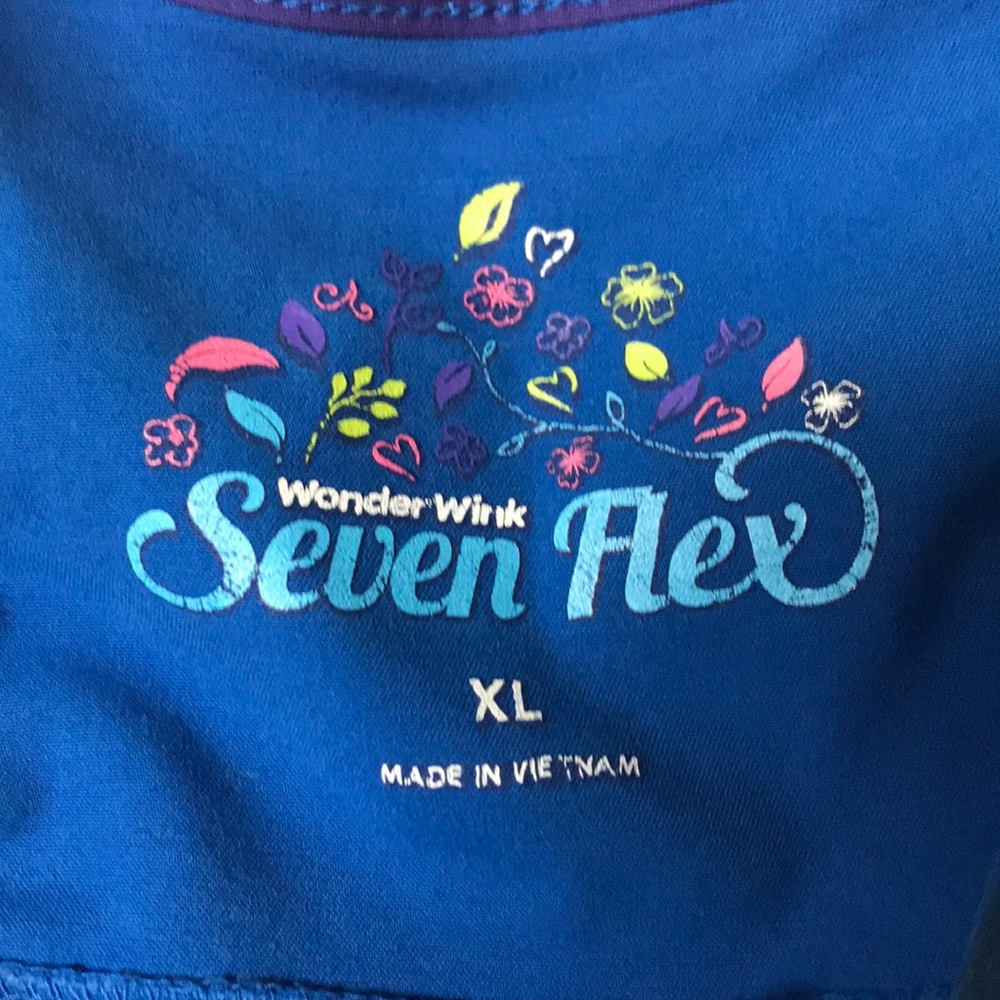 WonderWink
Seven Flex
XL
MADE IN VIETNAM